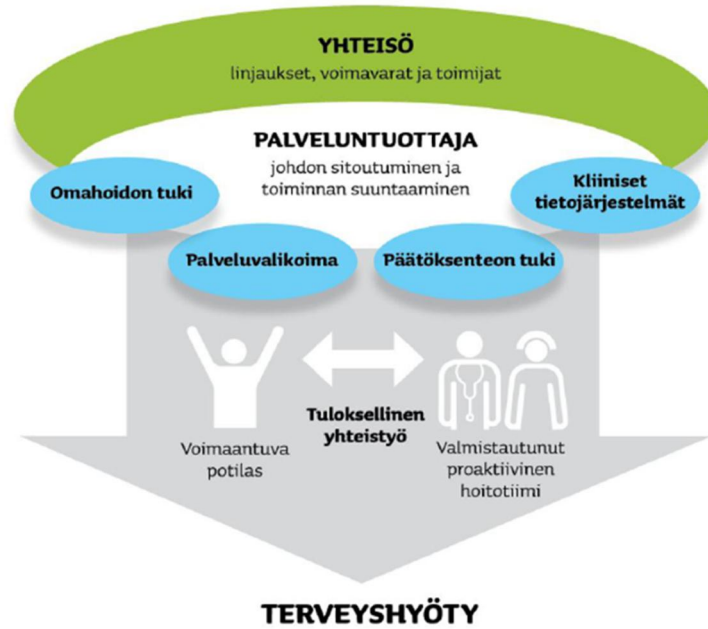 YHTEISÖ
linjaukset, voimavarat ja toimijat
PALVELUNTUOTTAJA
johdon sitoutuminen ja
toiminnan suuntaaminen
Omahoidon tuki
Kliiniset
tietojärjestelmät
Palveluvalikoima
Päätöksenteon tuki
Tuloksellinen
yhteistyö
Voimaantuva
potilas
Valmistautunut
proaktiivinen
hoitotiimi
TERVEYSHYÖTY